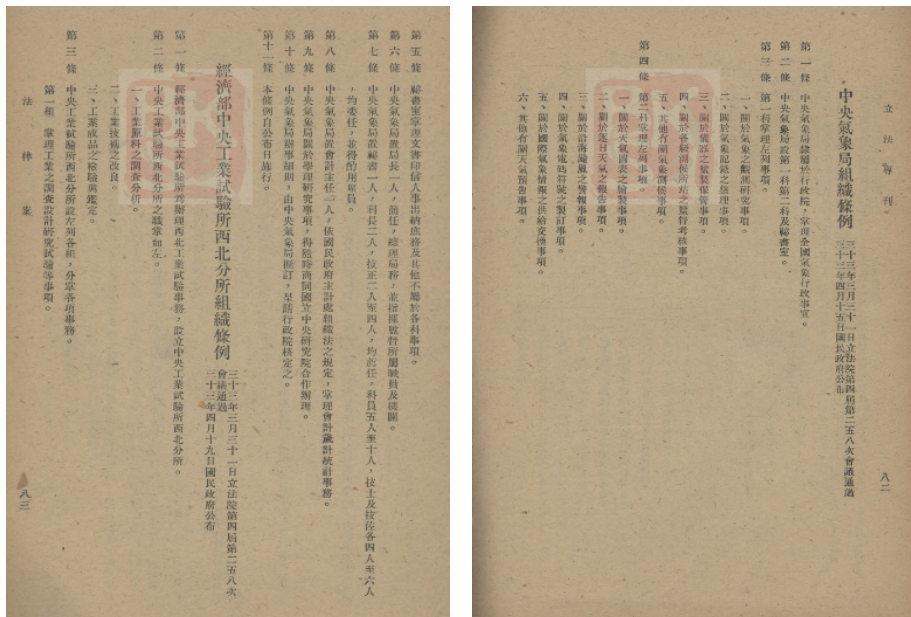 立法專刊
八二
中央氣象局組織條例
三十三年三月三十一日立法院第四屆第二五八次會議通過
三十三年四月十五日國民政府公布
第一條　中央氣象局隸屬於行政院，掌理全國氣象行政事宜。
第二條　中央氣象局設第一科第二科及祕書室。
第三條　第一科掌理左列事項。
一、關於氣象之觀測研究事項。
二、關於氣象記錄之整理事項。
三、關於儀器之設製保管事項。
四、關於各級測候所站之監督考核事項。
五、其他有關氣象測候事項。
第四條　第二科掌理左列事項。
一、關於天氣圖表之繪製事項。
二、關於逐日天氣之報告事項。
三、關於沿海颶風之警報事項。
四、關於氣象電碼符號之製訂事項。
五、關於國際氣象情報之供給交換事項。
六、其他有關天氣預告事項。
第五條　祕書室掌理文書印信人事出納庶務及其他不屬於各科事項。
第六條　中央氣象局設局長一人，簡任，綜理局務，並指揮監督所屬職員及機關。
第七條　中央氣象局設祕書一人，科長二人，技正二人至四人，均薦任，科員五人至十人，技士及技佐各四人至六人
，均委任，並得酌用雇員。
第八條　中央氣象局設會計主任一人，依國民政府主計處組織法之規定，掌理會計歲計統計事務。
第九條　中央氣象局關於學理研究事項，得隨時商同國立中央研究院合作辦理。
第十條　中央氣象局辦事細則，由中央氣象局擬訂，呈請行政院核定之。
第十一條　本條例自公布日施行。
經濟部中央工業試驗所西北分所組織條例
三十三年三月三十一日立法院第四屆第二五八次
會議通過
三十三年四月十九日國民政府公布
第一條　經濟部中央工業試驗所為辦理西北工業試驗事務，設立中央工業試驗所西北分所。
第二條　中央工業試驗所西北分所之職掌如左。
一、工業原料之調查分析。
二、工業技術之改良。
三、工業成品之檢驗與鑑定。
第三條　中央工業試驗所西北分所設左列各組，分掌各項事務。
第一組　掌理工業之調查設計研究試驗等事項。
法律案
八三